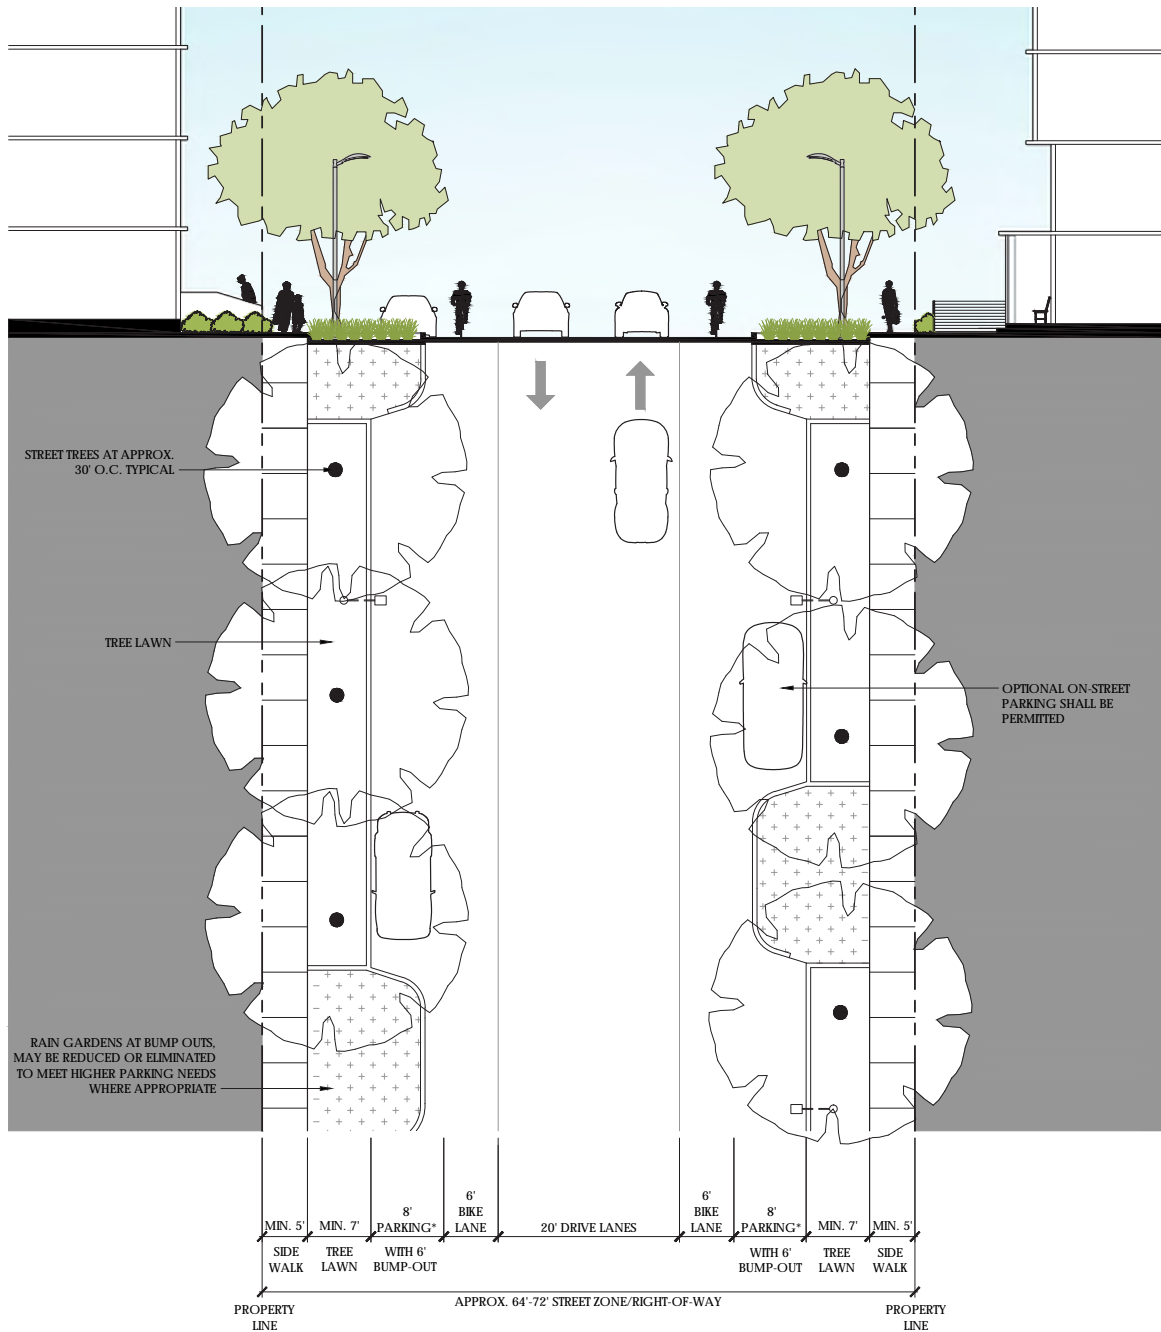 STREET TREES AT APPROX.
30' O.C. TYPICAL
TREE LAWN
OPTIONAL ON-STREET
PARKING SHALL BE
PERMITTED
RAIN GARDENS AT BUMP OUTS,
MAY BE REDUCED OR ELIMINATED
TO MEET HIGHER PARKING NEEDS
WHERE APPROPRIATE
MIN. 5'
SIDE
WALK
MIN. 7'
TREE
LAWN
8'
PARKING*
WITH 6'
BUMP-OUT
6'
BIKE
LANE
20' DRIVE LANES
6'
BIKE
LANE
8'
PARKING*
WITH 6'
BUMP-OUT
MIN. 7'
TREE
LAWN
MIN. 5'
SIDE
WALK
APPROX. 64'-72' STREET ZONE/RIGHT-OF-WAY
PROPERTY
LINE
PROPERTY
LINE